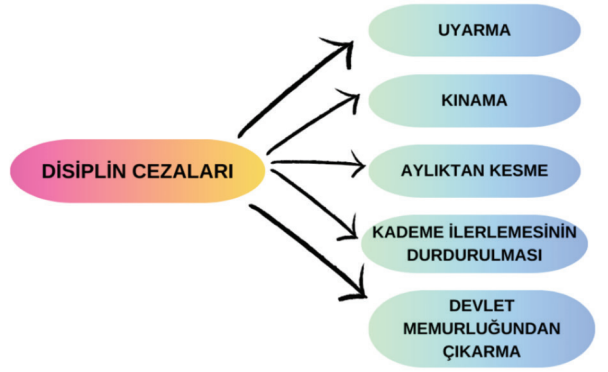 DİSİPLİN CEZALARI
UYARMA
KINAMA
AYLIKTAN KESME
KADEME İLERLEMESİNİN
DURDURULMASI
DEVLET
MEMURLUĞUNDAN
ÇIKARMA